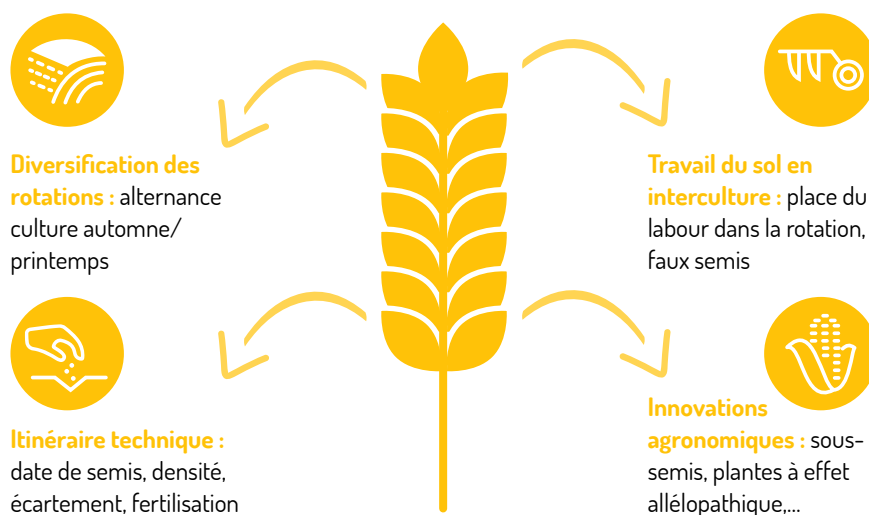 Diversification des
rotations : alternance
culture automne/
printemps
Travail du sol en
interculture : place du
labour dans la rotation,
faux semis
Itinéraire technique :
date de semis, densité,
écartement, fertilisation
Innovations
agronomiques : sous-
semis, plantes à effet
allélopathique,...